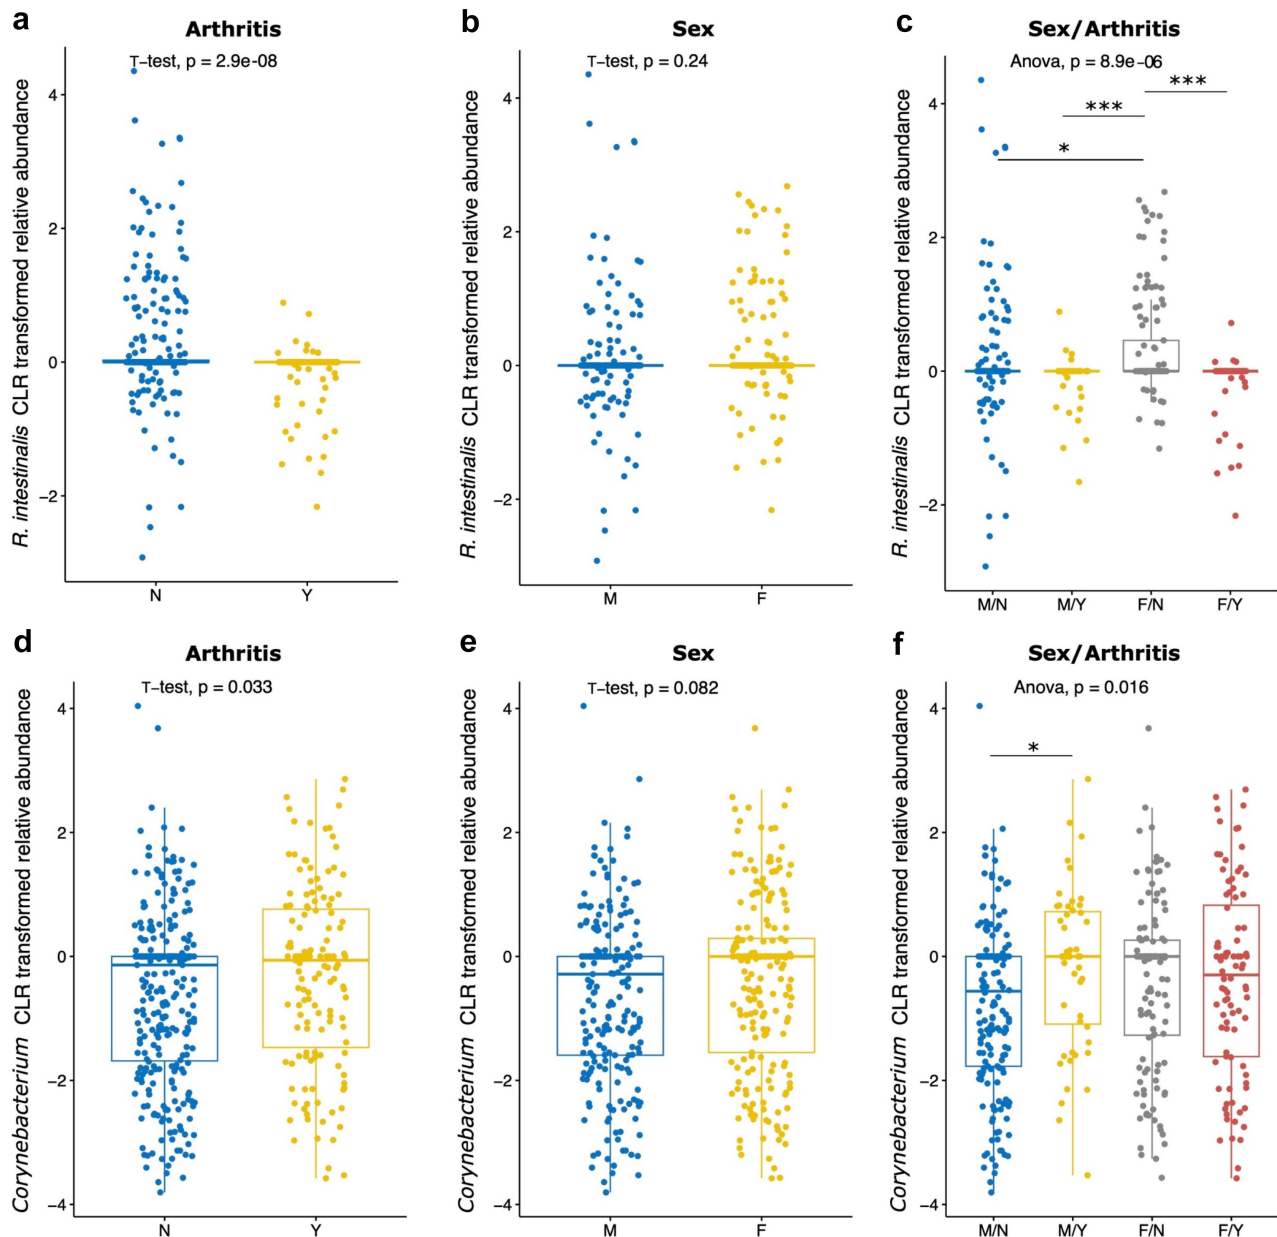 a
Arthritis
T-test, p = 2.9e-08
R. intestinalis CLR transformed relative abundance
4
2
0
−2
N
Y
b
Sex
T-test, p = 0.24
R. intestinalis CLR transformed relative abundance
4
2
0
−2
M
F
c
Sex/Arthritis
Anova, p = 8.9e-06
***
***
*
R. intestinalis CLR transformed relative abundance
4
2
0
−2
M/N
M/Y
F/N
F/Y
d
Arthritis
T-test, p = 0.033
Corynebacterium CLR transformed relative abundance
4
2
0
−2
−4
N
Y
e
Sex
T-test, p = 0.082
Corynebacterium CLR transformed relative abundance
4
2
0
−2
−4
M
F
f
Sex/Arthritis
Anova, p = 0.016
*
Corynebacterium CLR transformed relative abundance
4
2
0
−2
−4
M/N
M/Y
F/N
F/Y